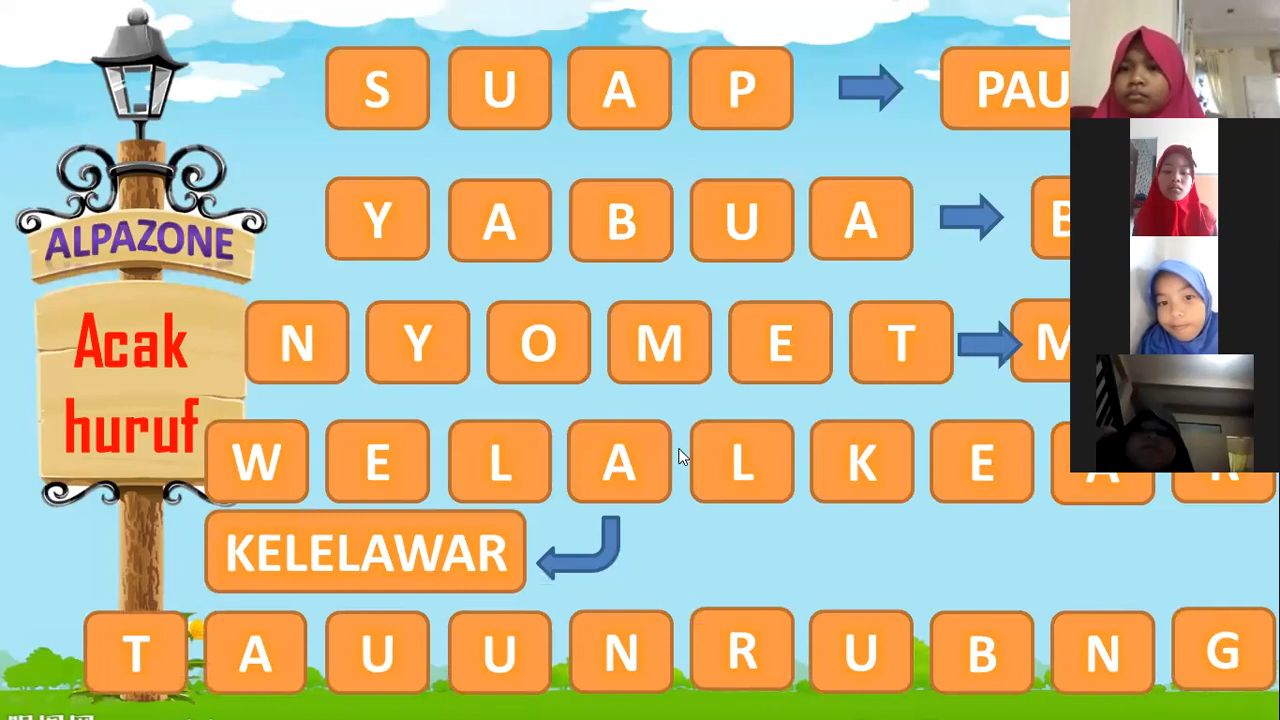 S U A P PAU
Y A B U A B
ALPAZONE
Acak
huruf
N Y O M E T M
W E L A L K E A R
KELELAWAR
T A U U N R U B N G